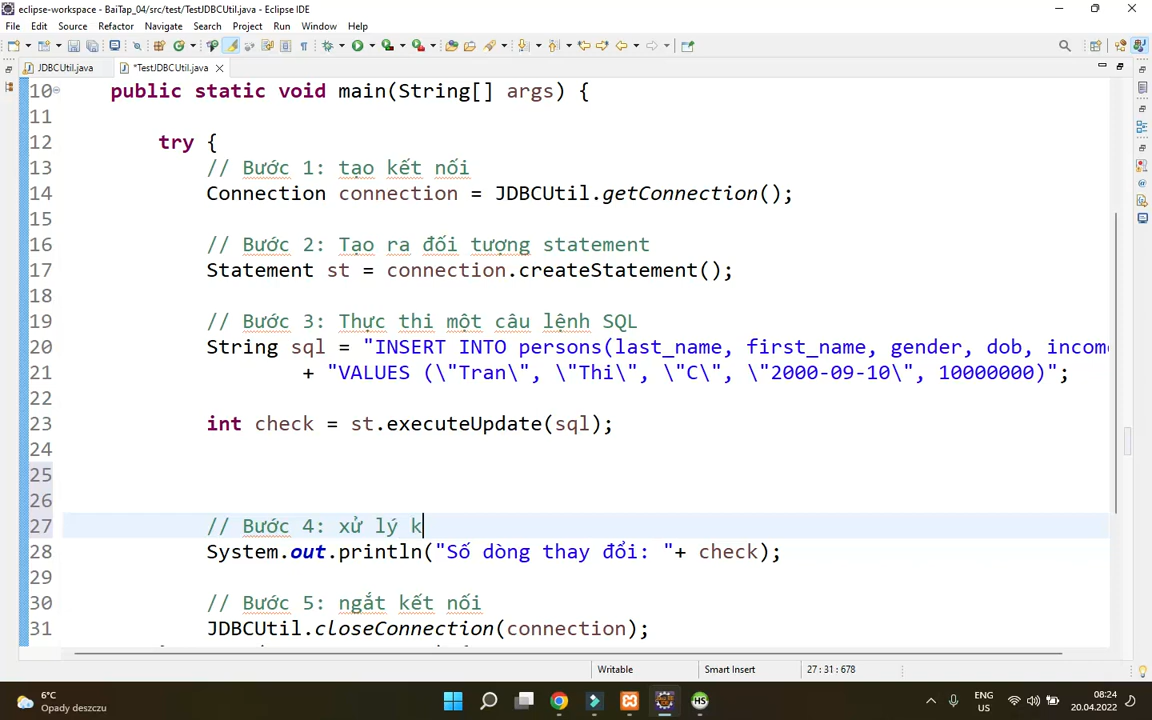 eclipse-workspace - BaiTap_04/src/test/TestJDBCUtil.java - Eclipse IDE
File Edit Source Refactor Navigate Search Project Run Window Help
JDBCUtil.java *TestJDBCUtil.java
10 public static void main(String[] args) {
11
12 try {
13 // Bước 1: tạo kết nối
14 Connection connection = JDBCUtil.getConnection();
15
16 // Bước 2: Tạo ra đối tượng statement
17 Statement st = connection.createStatement();
18
19 // Bước 3: Thực thi một câu lệnh SQL
20 String sql = "INSERT INTO persons(last_name, first_name, gender, dob, incom
21 + "VALUES (\"Tran\", \"Thi\", \"C\", \"2000-09-10\", 10000000)";
22
23 int check = st.executeUpdate(sql);
24
25
26
27 // Bước 4: xử lý k
28 System.out.println("Số dòng thay đổi: "+ check);
29
30 // Bước 5: ngắt kết nối
31 JDBCUtil.closeConnection(connection);
Writable Smart Insert 27 : 31 : 678
6°C
Opady deszczu
ENG
US
08:24
20.04.2022